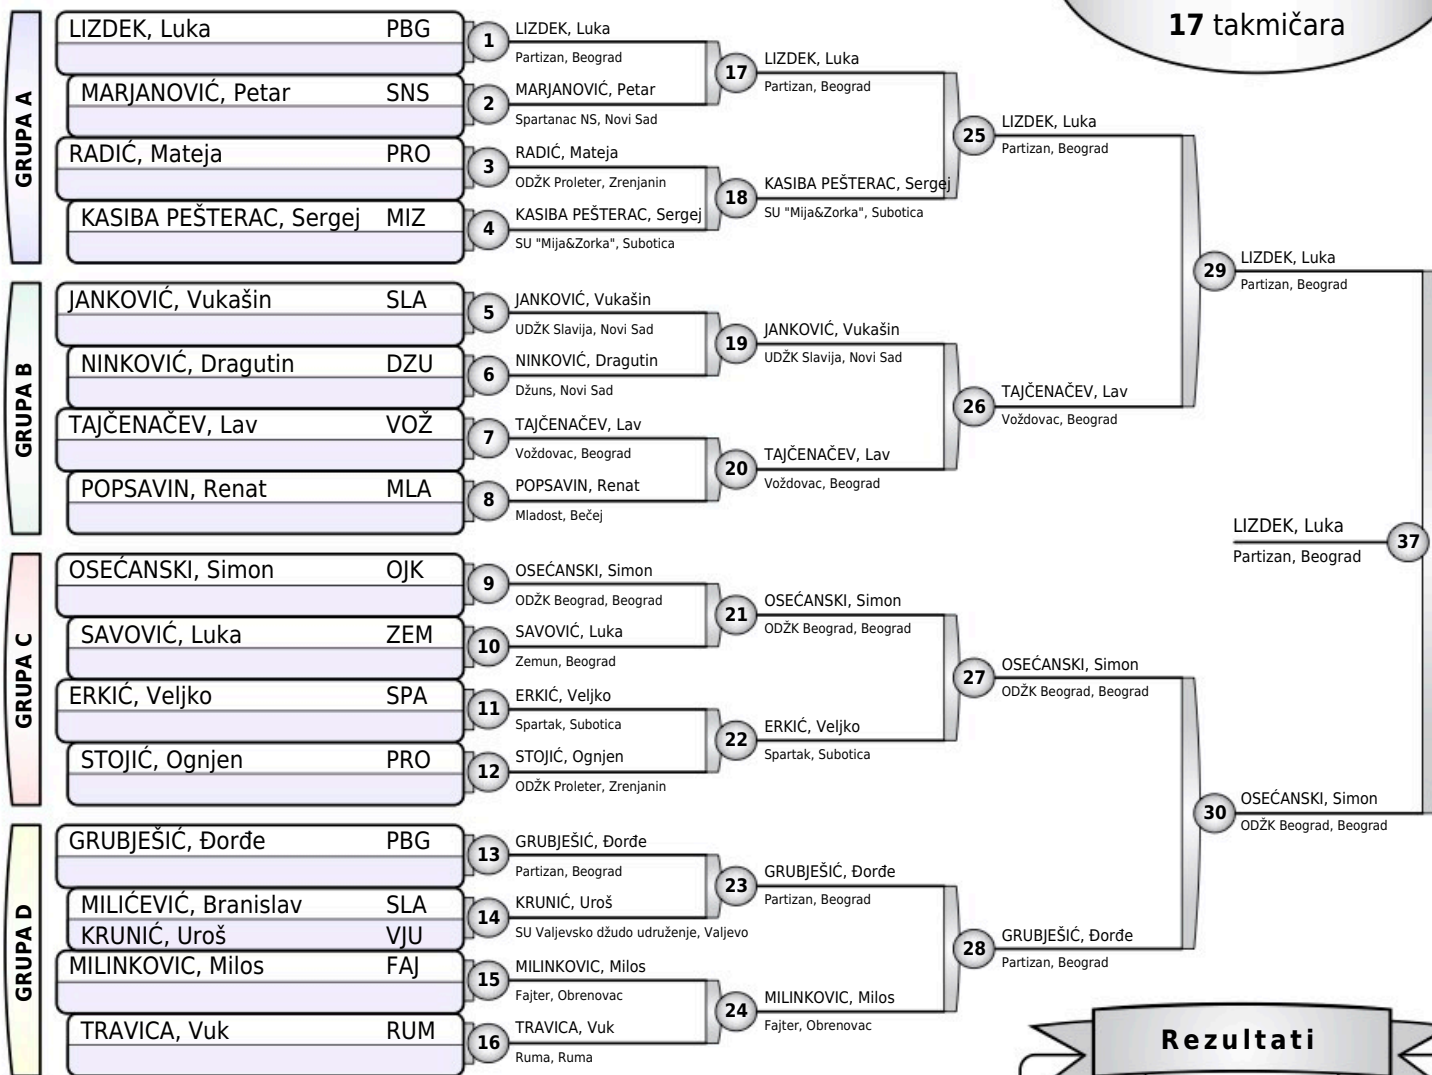 17 takmičara
GRUPA A
LIZDEK, Luka PBG
MARJANOVIĆ, Petar SNS
RADIĆ, Mateja PRO
KASIBA PEŠTERAC, Sergej MIZ
GRUPA B
JANKOVIĆ, Vukašin SLA
NINKOVIĆ, Dragutin DZU
TAJČENAČEV, Lav VOŽ
POPSAVIN, Renat MLA
GRUPA C
OSEĆANSKI, Simon OJK
SAVOVIĆ, Luka ZEM
ERKIĆ, Veljko SPA
STOJIĆ, Ognjen PRO
GRUPA D
GRUBJEŠIĆ, Đorđe PBG
MILIĆEVIĆ, Branislav SLA
KRUNIĆ, Uroš VJU
MILINKOVIC, Milos FAJ
TRAVICA, Vuk RUM
1 LIZDEK, Luka
Partizan, Beograd
2 MARJANOVIĆ, Petar
Spartanac NS, Novi Sad
3 RADIĆ, Mateja
ODŽK Proleter, Zrenjanin
4 KASIBA PEŠTERAC, Sergej
SU "Mija&Zorka", Subotica
5 JANKOVIĆ, Vukašin
UDŽK Slavija, Novi Sad
6 NINKOVIĆ, Dragutin
Džuns, Novi Sad
7 TAJČENAČEV, Lav
Voždovac, Beograd
8 POPSAVIN, Renat
Mladost, Bečej
9 OSEĆANSKI, Simon
ODŽK Beograd, Beograd
10 SAVOVIĆ, Luka
Zemun, Beograd
11 ERKIĆ, Veljko
Spartak, Subotica
12 STOJIĆ, Ognjen
ODŽK Proleter, Zrenjanin
13 GRUBJEŠIĆ, Đorđe
Partizan, Beograd
14 KRUNIĆ, Uroš
SU Valjevsko džudo udruženje, Valjevo
15 MILINKOVIC, Milos
Fajter, Obrenovac
16 TRAVICA, Vuk
Ruma, Ruma
17 LIZDEK, Luka
Partizan, Beograd
18 KASIBA PEŠTERAC, Sergej
SU "Mija&Zorka", Subotica
19 JANKOVIĆ, Vukašin
UDŽK Slavija, Novi Sad
20 TAJČENAČEV, Lav
Voždovac, Beograd
21 OSEĆANSKI, Simon
ODŽK Beograd, Beograd
22 ERKIĆ, Veljko
Spartak, Subotica
23 GRUBJEŠIĆ, Đorđe
Partizan, Beograd
24 MILINKOVIC, Milos
Fajter, Obrenovac
25 LIZDEK, Luka
Partizan, Beograd
26 TAJČENAČEV, Lav
Voždovac, Beograd
27 OSEĆANSKI, Simon
ODŽK Beograd, Beograd
28 GRUBJEŠIĆ, Đorđe
Partizan, Beograd
29 LIZDEK, Luka
Partizan, Beograd
30 OSEĆANSKI, Simon
ODŽK Beograd, Beograd
LIZDEK, Luka 37
Partizan, Beograd
Rezultati